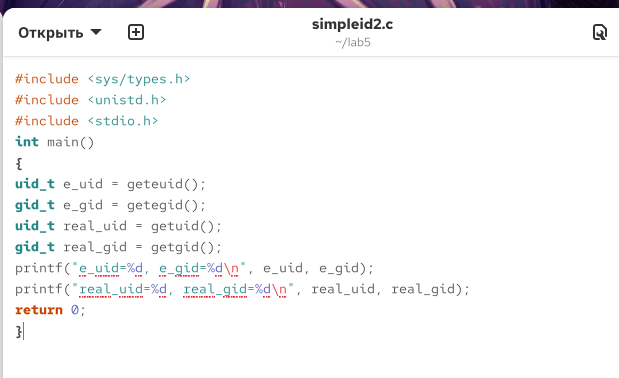 Открыть
simpleid2.c
~/lab5
#include <sys/types.h>
#include <unistd.h>
#include <stdio.h>
int main()
{
uid_t e_uid = geteuid();
gid_t e_gid = getegid();
uid_t real_uid = getuid();
gid_t real_gid = getgid();
printf("e_uid=%d, e_gid=%d\n", e_uid, e_gid);
printf("real_uid=%d, real_gid=%d\n", real_uid, real_gid);
return 0;
}